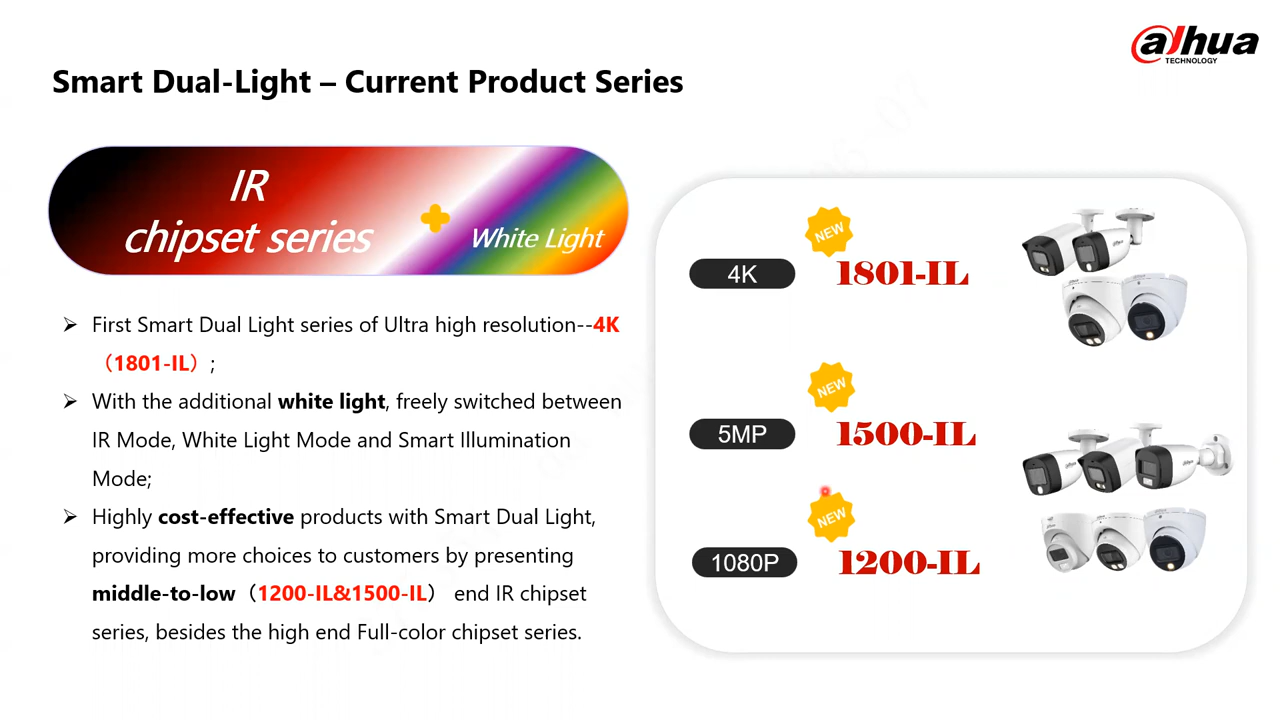 alhua
TECHNOLOGY
Smart Dual-Light – Current Product Series
IR
chipset series
White Light
➢ First Smart Dual Light series of Ultra high resolution--4K
（1801-IL）;
➢ With the additional white light, freely switched between
IR Mode, White Light Mode and Smart Illumination
Mode;
➢ Highly cost-effective products with Smart Dual Light,
providing more choices to customers by presenting
middle-to-low（1200-IL&1500-IL） end IR chipset
series, besides the high end Full-color chipset series.
NEW
4K 1801-IL
NEW
5MP 1500-IL
NEW
1080P 1200-IL